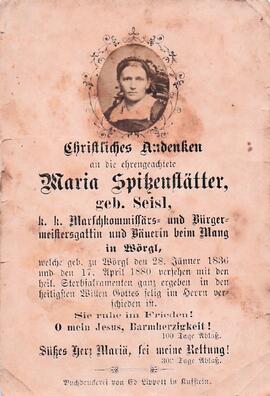 Christliches Andenken
an die ehrengeachtete
Maria Spitzenstätter,
geb. Seisl,
k. k. Marschkommissärs- und Bürger-
meistersgattin und Bäuerin beim Mang
in Wörgl,
welche geb. zu Wörgl den 28. Jänner 1836
und den 17. April 1880 versehen mit den
heil. Sterbsakramenten ganz ergeben in den
heiligsten Willen Gottes selig im Herrn ver-
schieden ist.
Sie ruhe im Frieden!
O mein Jesus, Barmherzigkeit!
100 Tage Ablaß.
Süßes Herz Mariä, sei meine Rettung!
300 Tage Ablaß.
Buchdruckerei von Ed Lippott in Kufstein.